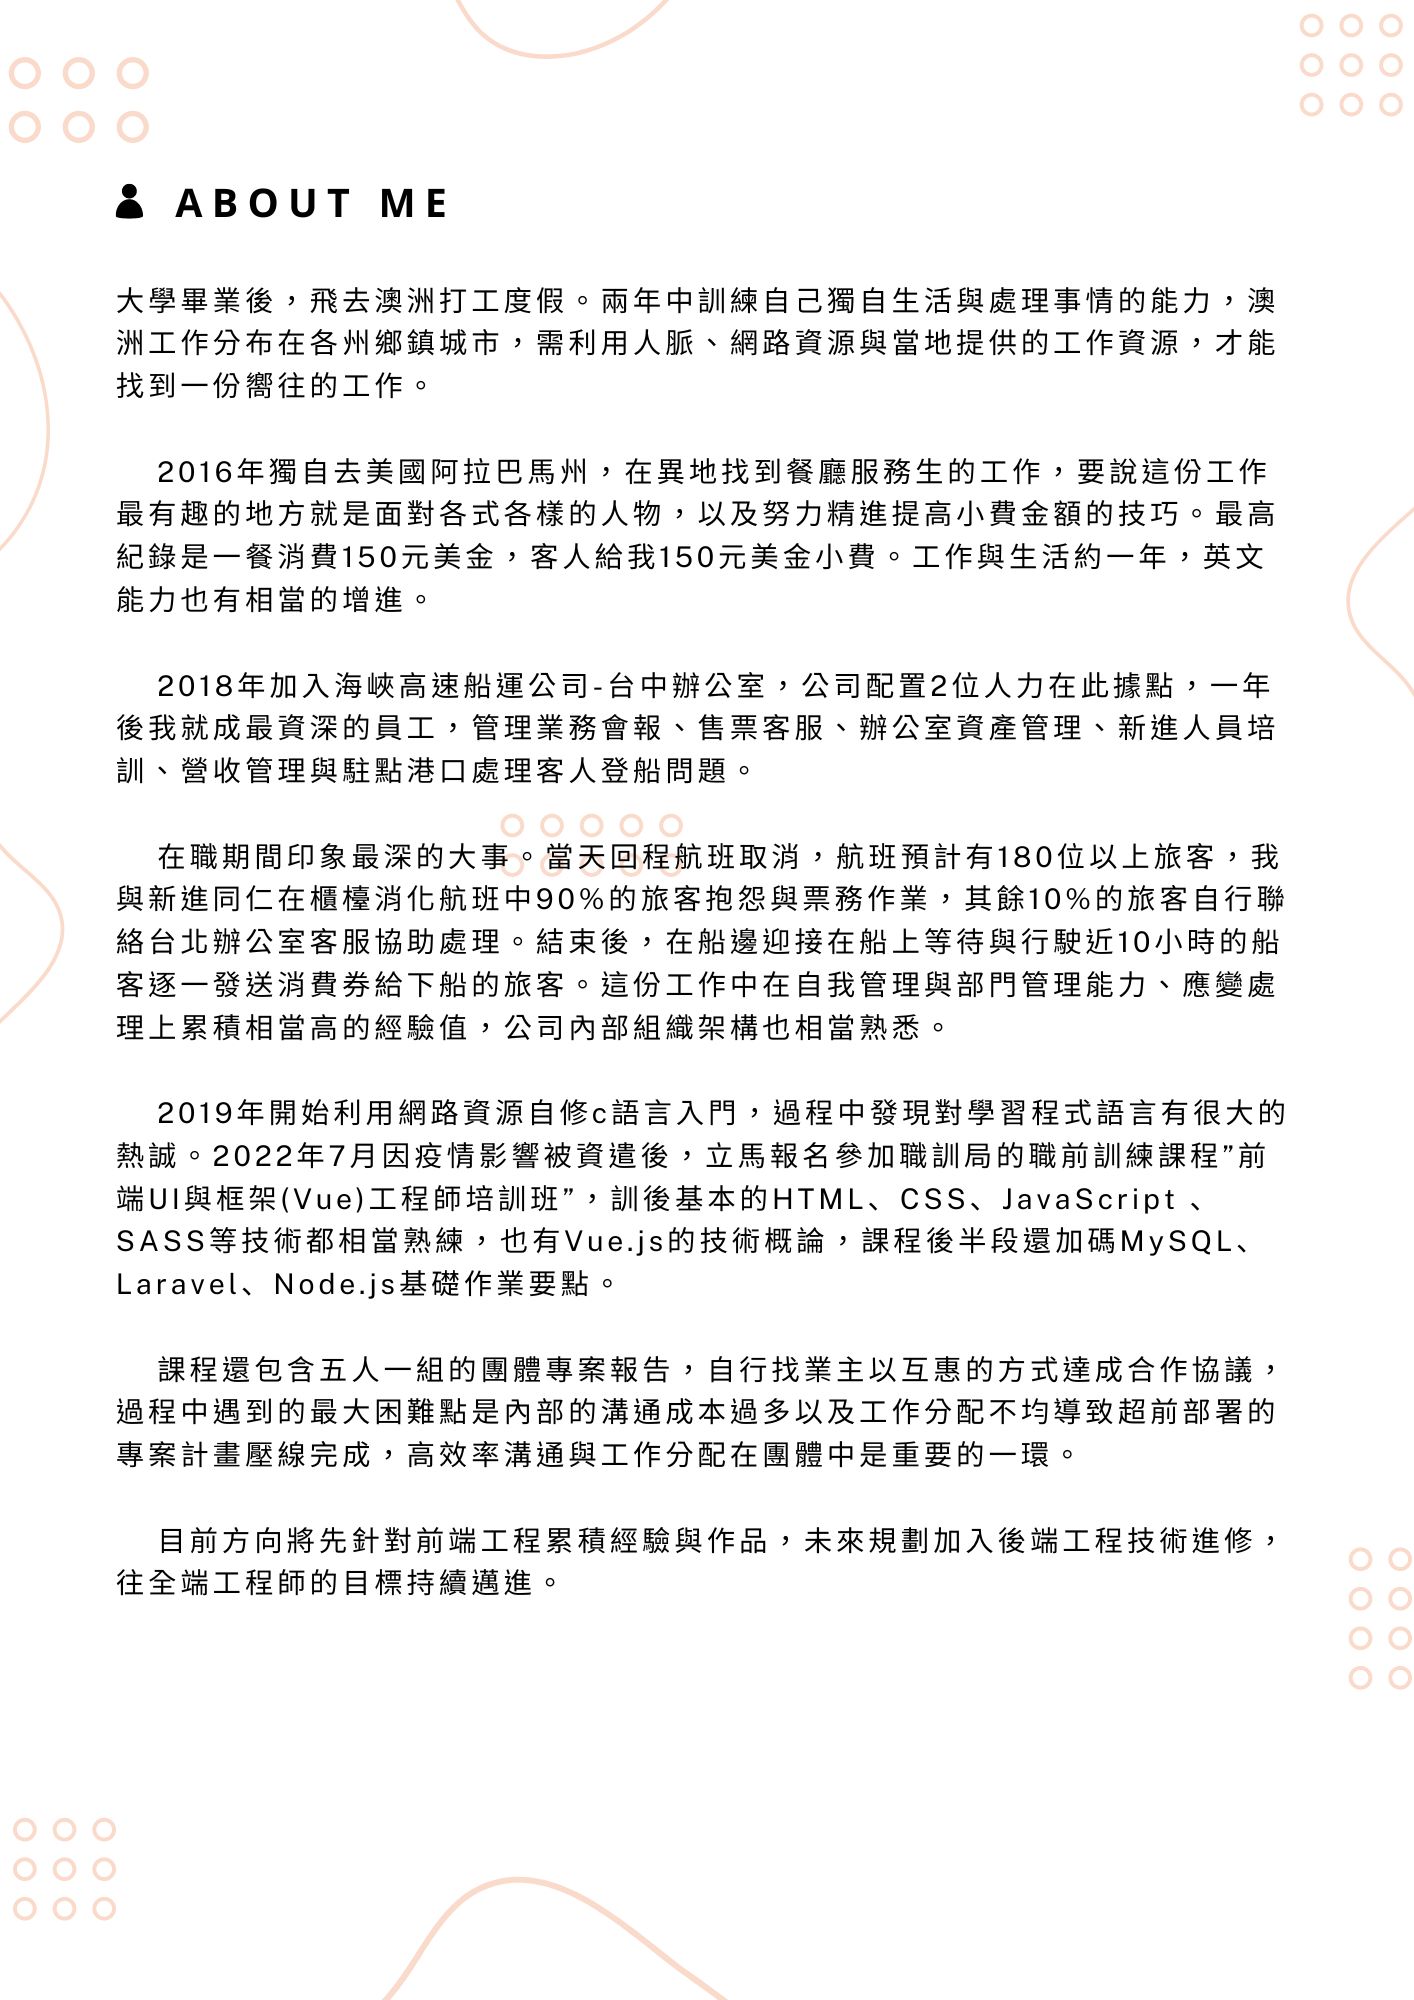 ABOUT ME
大學畢業後，飛去澳洲打工度假。兩年中訓練自己獨自生活與處理事情的能力，澳
洲工作分布在各州鄉鎮城市，需利用人脈、網路資源與當地提供的工作資源，才能
找到一份嚮往的工作。
2016年獨自去美國阿拉巴馬州，在異地找到餐廳服務生的工作，要說這份工作
最有趣的地方就是面對各式各樣的人物，以及努力精進提高小費金額的技巧。最高
紀錄是一餐消費150元美金，客人給我150元美金小費。工作與生活約一年，英文
能力也有相當的增進。
2018年加入海峽高速船運公司-台中辦公室，公司配置2位人力在此據點，一年
後我就成最資深的員工，管理業務會報、售票客服、辦公室資產管理、新進人員培
訓、營收管理與駐點港口處理客人登船問題。
在職期間印象最深的大事。當天回程航班取消，航班預計有180位以上旅客，我
與新進同仁在櫃檯消化航班中90%的旅客抱怨與票務作業，其餘10%的旅客自行聯
絡台北辦公室客服協助處理。結束後，在船邊迎接在船上等待與行駛近10小時的船
客逐一發送消費券給下船的旅客。這份工作中在自我管理與部門管理能力、應變處
理上累積相當高的經驗值，公司內部組織架構也相當熟悉。
2019年開始利用網路資源自修c語言入門，過程中發現對學習程式語言有很大的
熱誠。2022年7月因疫情影響被資遣後，立馬報名參加職訓局的職前訓練課程”前
端UI與框架(Vue)工程師培訓班”，訓後基本的HTML、CSS、JavaScript 、
SASS等技術都相當熟練，也有Vue.js的技術概論，課程後半段還加碼MySQL、
Laravel、Node.js基礎作業要點。
課程還包含五人一組的團體專案報告，自行找業主以互惠的方式達成合作協議，
過程中遇到的最大困難點是內部的溝通成本過多以及工作分配不均導致超前部署的
專案計畫壓線完成，高效率溝通與工作分配在團體中是重要的一環。
目前方向將先針對前端工程累積經驗與作品，未來規劃加入後端工程技術進修，
往全端工程師的目標持續邁進。